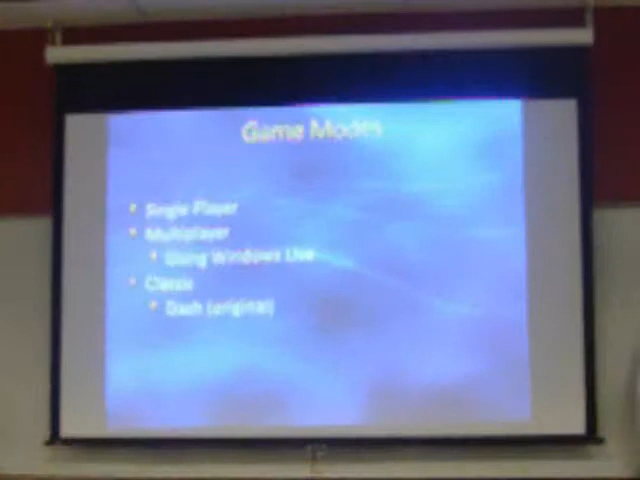 Game Modes
Single Player
Multiplayer
Using Windows Live
Classic
Dash (original)